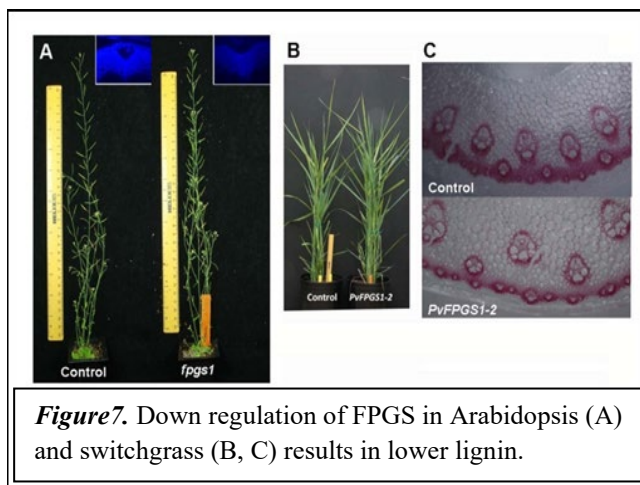 A
B
C
Control
fpgs1
Control
PvFPGS1-2
Control
PvFPGS1-2
Figure7. Down regulation of FPGS in Arabidopsis (A)
and switchgrass (B, C) results in lower lignin.